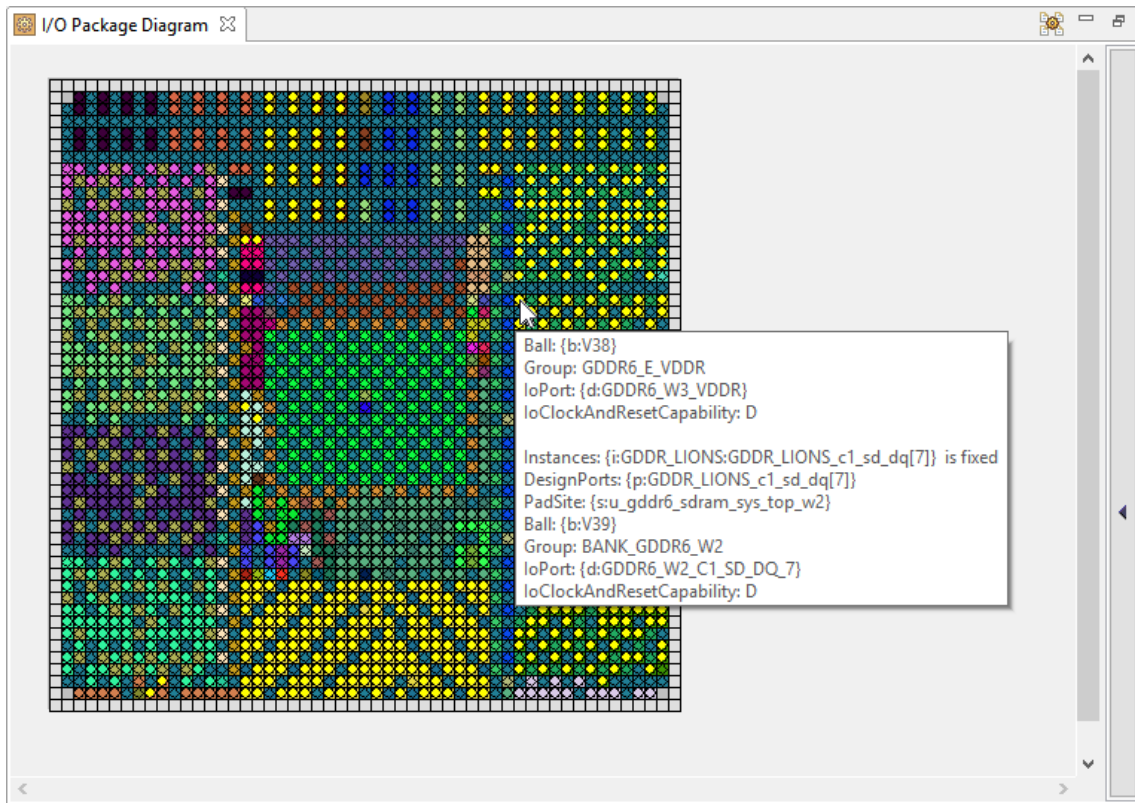 I/O Package Diagram
Ball: {b:V38}
Group: GDDR6_E_VDDR
IoPort: {d:GDDR6_W3_VDDR}
IoClockAndResetCapability: D
Instances: {i:GDDR_LIONS:GDDR_LIONS_c1_sd_dq[7]}  is fixed
DesignPorts: {p:GDDR_LIONS_c1_sd_dq[7]}
PadSite: {s:u_gddr6_sdram_sys_top_w2}
Ball: {b:V39}
Group: BANK_GDDR6_W2
IoPort: {d:GDDR6_W2_C1_SD_DQ_7}
IoClockAndResetCapability: D